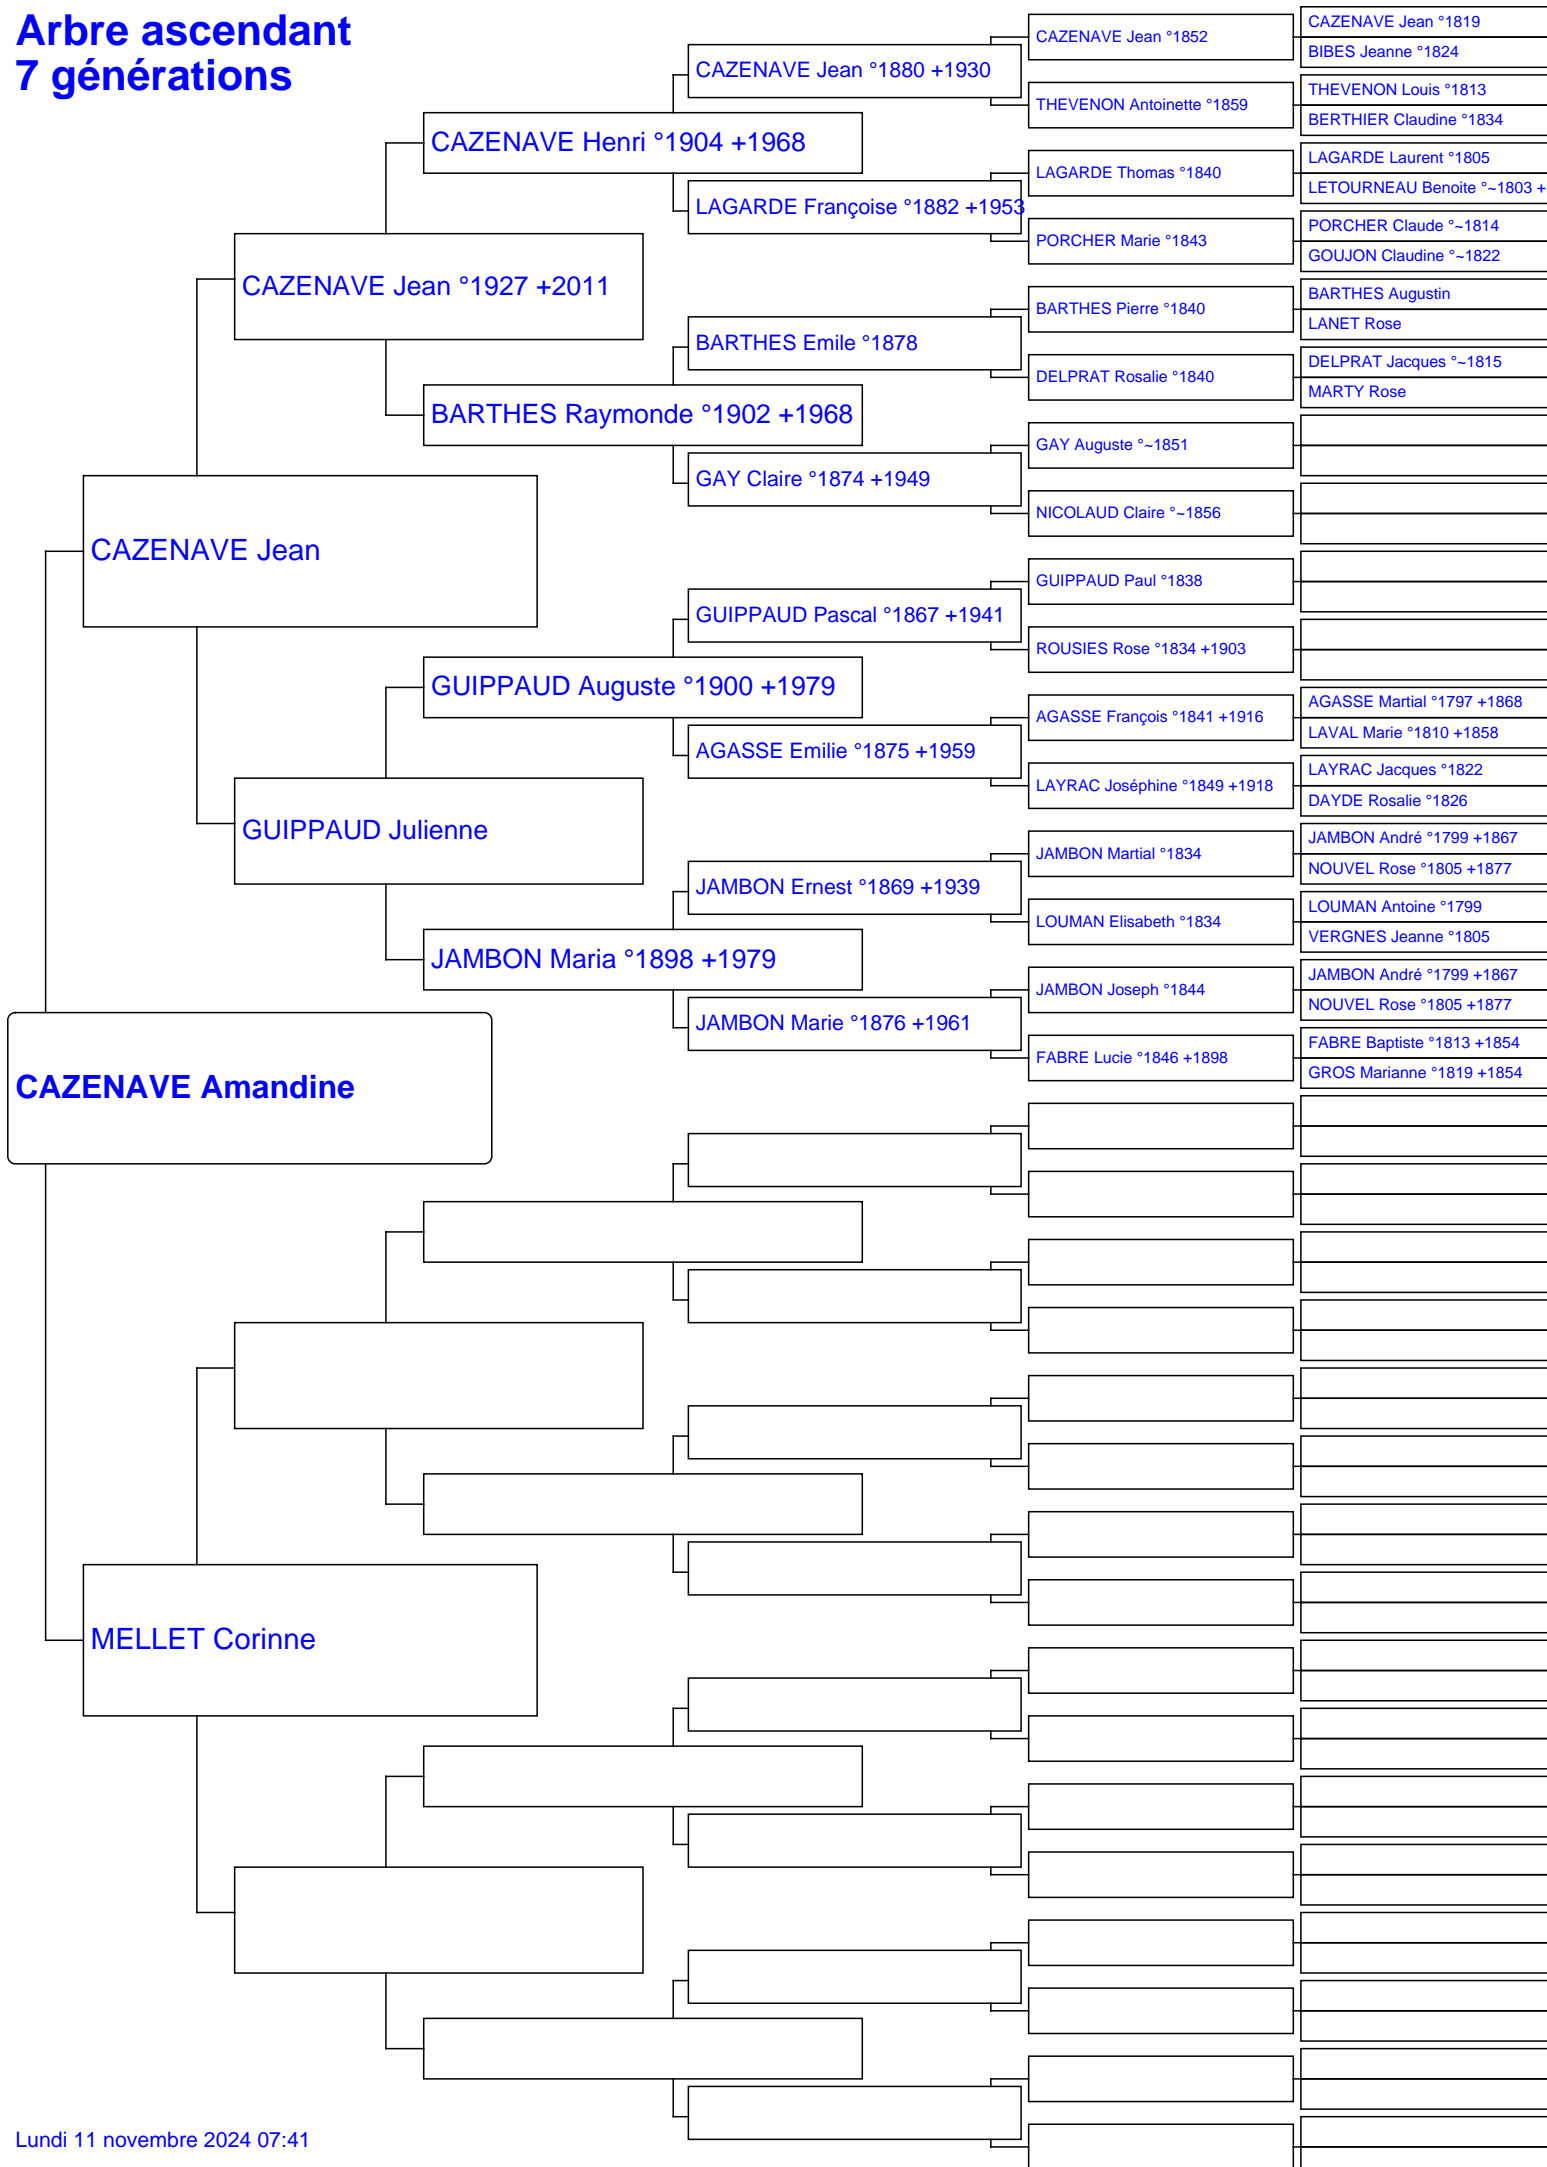 Arbre ascendant
7 générations
CAZENAVE Amandine
CAZENAVE Jean
MELLET Corinne
CAZENAVE Jean °1927 +2011
GUIPPAUD Julienne
CAZENAVE Henri °1904 +1968
BARTHES Raymonde °1902 +1968
GUIPPAUD Auguste °1900 +1979
JAMBON Maria °1898 +1979
CAZENAVE Jean °1880 +1930
LAGARDE Françoise °1882 +1953
BARTHES Emile °1878
GAY Claire °1874 +1949
GUIPPAUD Pascal °1867 +1941
AGASSE Emilie °1875 +1959
JAMBON Ernest °1869 +1939
JAMBON Marie °1876 +1961
CAZENAVE Jean °1852
THEVENON Antoinette °1859
LAGARDE Thomas °1840
PORCHER Marie °1843
BARTHES Pierre °1840
DELPRAT Rosalie °1840
GAY Auguste °~1851
NICOLAUD Claire °~1856
GUIPPAUD Paul °1838
ROUSIES Rose °1834 +1903
AGASSE François °1841 +1916
LAYRAC Joséphine °1849 +1918
JAMBON Martial °1834
LOUMAN Elisabeth °1834
JAMBON Joseph °1844
FABRE Lucie °1846 +1898
CAZENAVE Jean °1819
BIBES Jeanne °1824
THEVENON Louis °1813
BERTHIER Claudine °1834
LAGARDE Laurent °1805
LETOURNEAU Benoite °~1803 +
PORCHER Claude °~1814
GOUJON Claudine °~1822
BARTHES Augustin
LANET Rose
DELPRAT Jacques °~1815
MARTY Rose
AGASSE Martial °1797 +1868
LAVAL Marie °1810 +1858
LAYRAC Jacques °1822
DAYDE Rosalie °1826
JAMBON André °1799 +1867
NOUVEL Rose °1805 +1877
LOUMAN Antoine °1799
VERGNES Jeanne °1805
JAMBON André °1799 +1867
NOUVEL Rose °1805 +1877
FABRE Baptiste °1813 +1854
GROS Marianne °1819 +1854
Lundi 11 novembre 2024 07:41